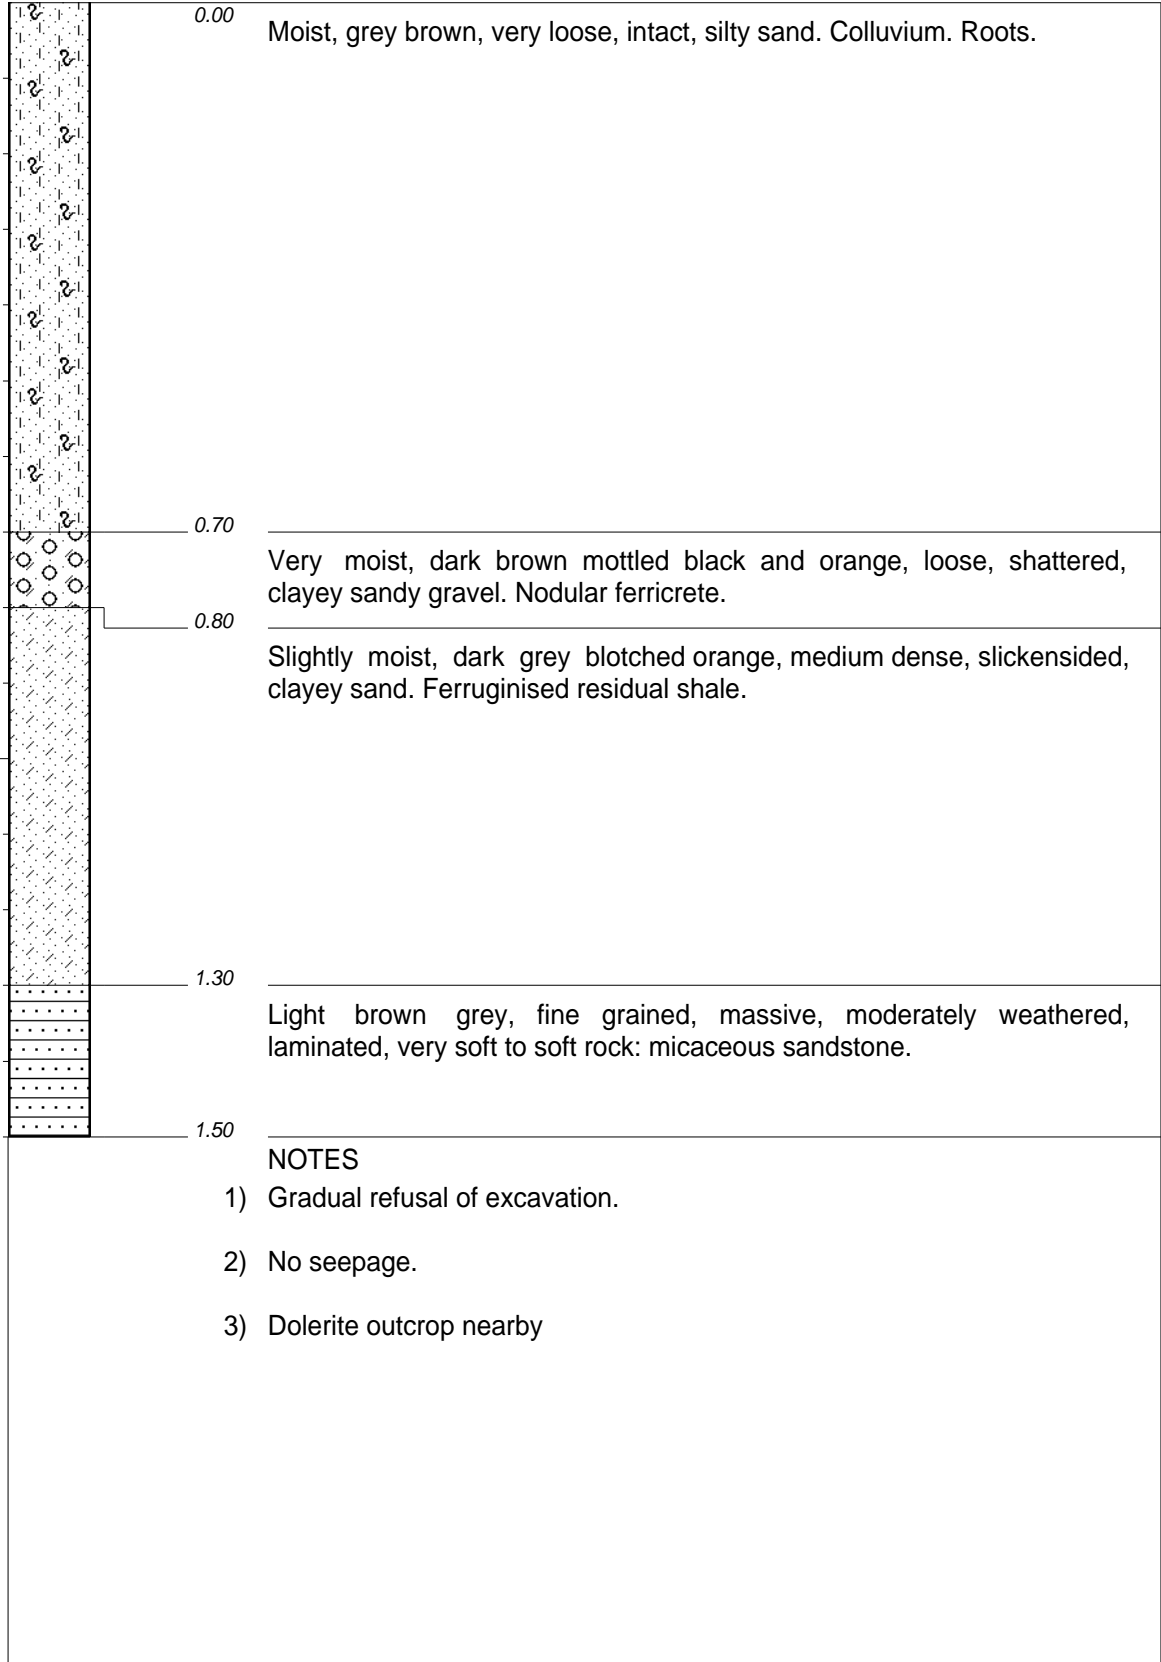 0.00
Moist, grey brown, very loose, intact, silty sand. Colluvium. Roots.
0.70
Very moist, dark brown mottled black and orange, loose, shattered,
clayey sandy gravel. Nodular ferricrete.
0.80
Slightly moist, dark grey blotched orange, medium dense, slickensided,
clayey sand. Ferruginised residual shale.
1.30
Light brown grey, fine grained, massive, moderately weathered,
laminated, very soft to soft rock: micaceous sandstone.
1.50
NOTES
1) Gradual refusal of excavation.
2) No seepage.
3) Dolerite outcrop nearby